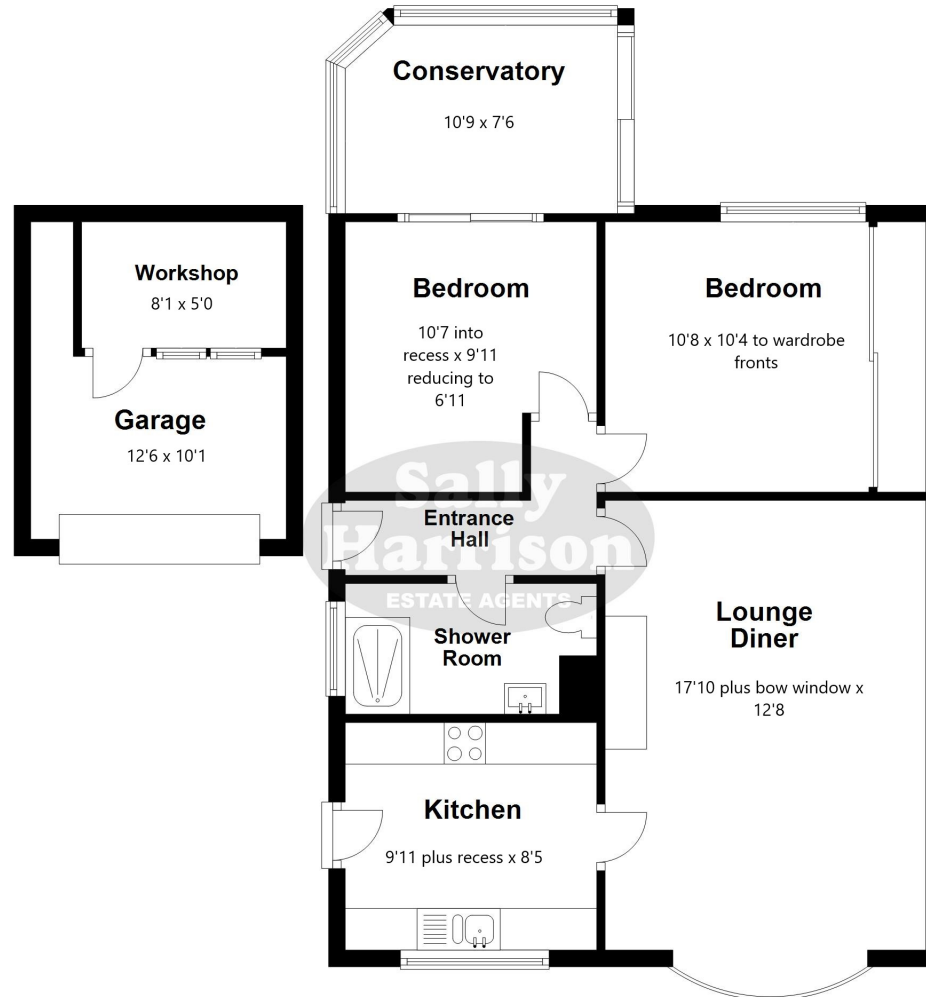 Conservatory
10'9 x 7'6
Workshop
8'1 x 5'0
Garage
12'6 x 10'1
Bedroom
10'7 into
recess x 9'11
reducing to
6'11
Bedroom
10'8 x 10'4 to wardrobe
fronts
Sally
Harrison
ESTATE AGENTS
Entrance
Hall
Shower
Room
Lounge
Diner
17'10 plus bow window x
12'8
Kitchen
9'11 plus recess x 8'5